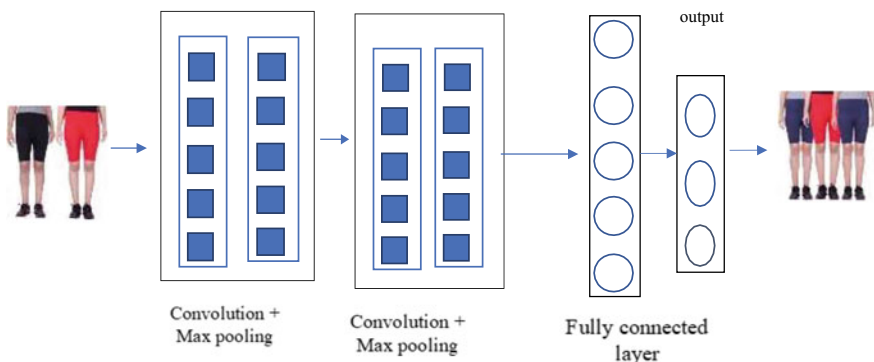 output
Convolution +
Max pooling
Convolution +
Max pooling
Fully connected
layer